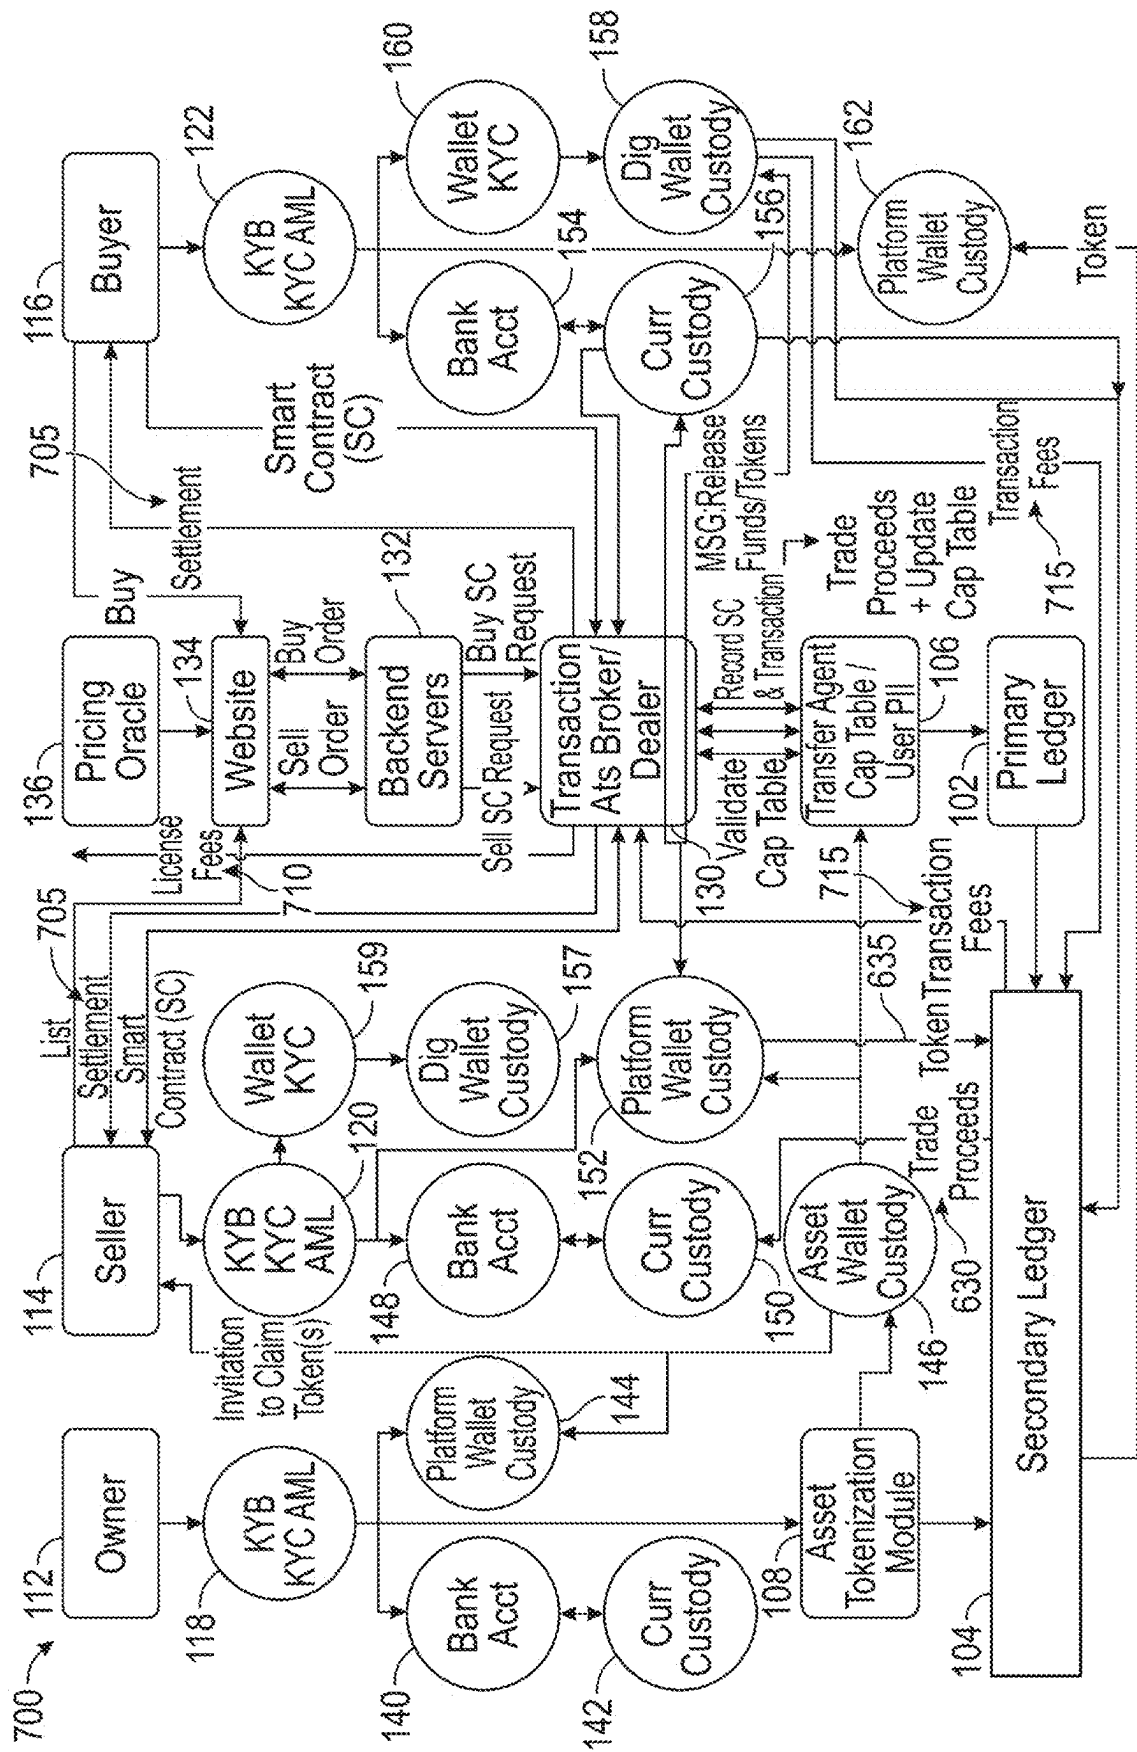 700
112
Owner
118
KYB
KYC AML
140
Bank
Acct
142
Curr
Custody
Platform
Wallet
Custody
144
108
Asset
Tokenization
Module
104
Secondary Ledger
114
Seller
Invitation
to Claim
Token(s)
KYB
KYC
AML
120
Wallet
KYC
159
148
Bank
Acct
Dig
Wallet
Custody
157
Curr
Custody
150
152
Platform
Wallet
Custody
Asset
Wallet
Custody
146
630
Trade
Proceeds
635
Token
Transaction
Fees
715
List
705
Settlement
Smart
Contract (SC)
License
Fees
710
136
Pricing
Oracle
134
Website
Sell
Order
Buy
Order
132
Backend
Servers
Sell SC Request
Buy SC
Request
Transaction
Ats Broker/
Dealer
130
Validate
Cap Table
Record SC
& Transaction
Transfer Agent
Cap Table /
User PII
106
102
Primary
Ledger
Trade
Proceeds
+ Update
Cap Table
715
Transaction
Fees
MSG:Release
Funds/Tokens
Buy
Settlement
705
Smart
Contract
(SC)
116
Buyer
122
KYB
KYC AML
Bank
Acct
154
Wallet
KYC
160
Curr
Custody
156
Dig
Wallet
Custody
158
Platform
Wallet
Custody
162
Token